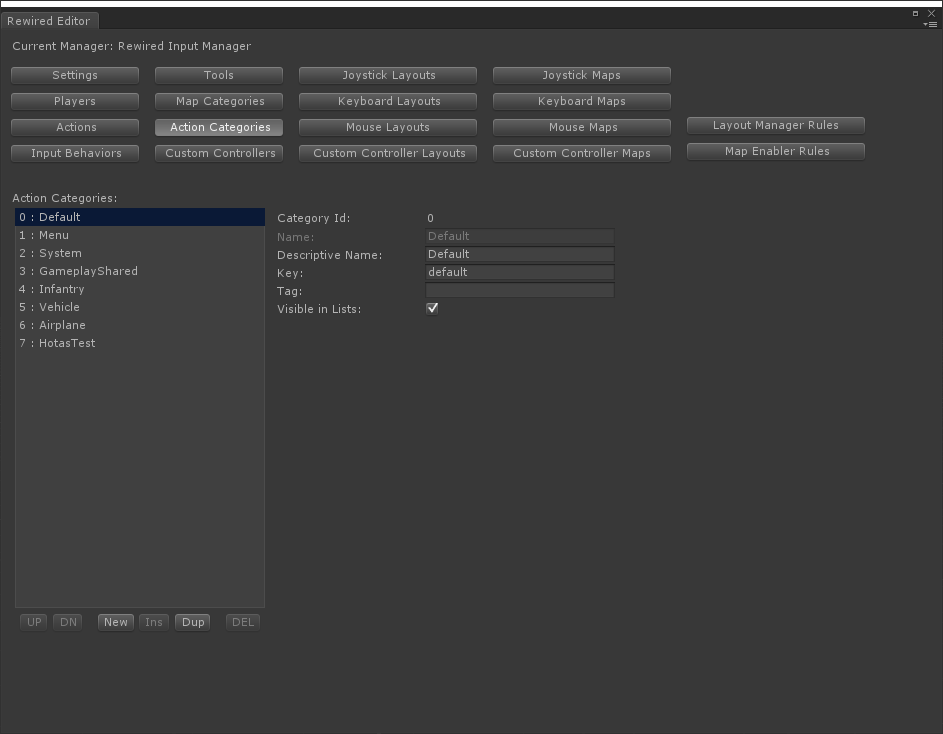 Rewired Editor
Current Manager: Rewired Input Manager
Settings Tools Joystick Layouts Joystick Maps
Players Map Categories Keyboard Layouts Keyboard Maps
Actions Action Categories Mouse Layouts Mouse Maps Layout Manager Rules
Input Behaviors Custom Controllers Custom Controller Layouts Custom Controller Maps Map Enabler Rules
Action Categories:
0 : Default
1 : Menu
2 : System
3 : GameplayShared
4 : Infantry
5 : Vehicle
6 : Airplane
7 : HotasTest
Category Id: 0
Name: Default
Descriptive Name: Default
Key: default
Tag:
Visible in Lists:
UP DN New Ins Dup DEL